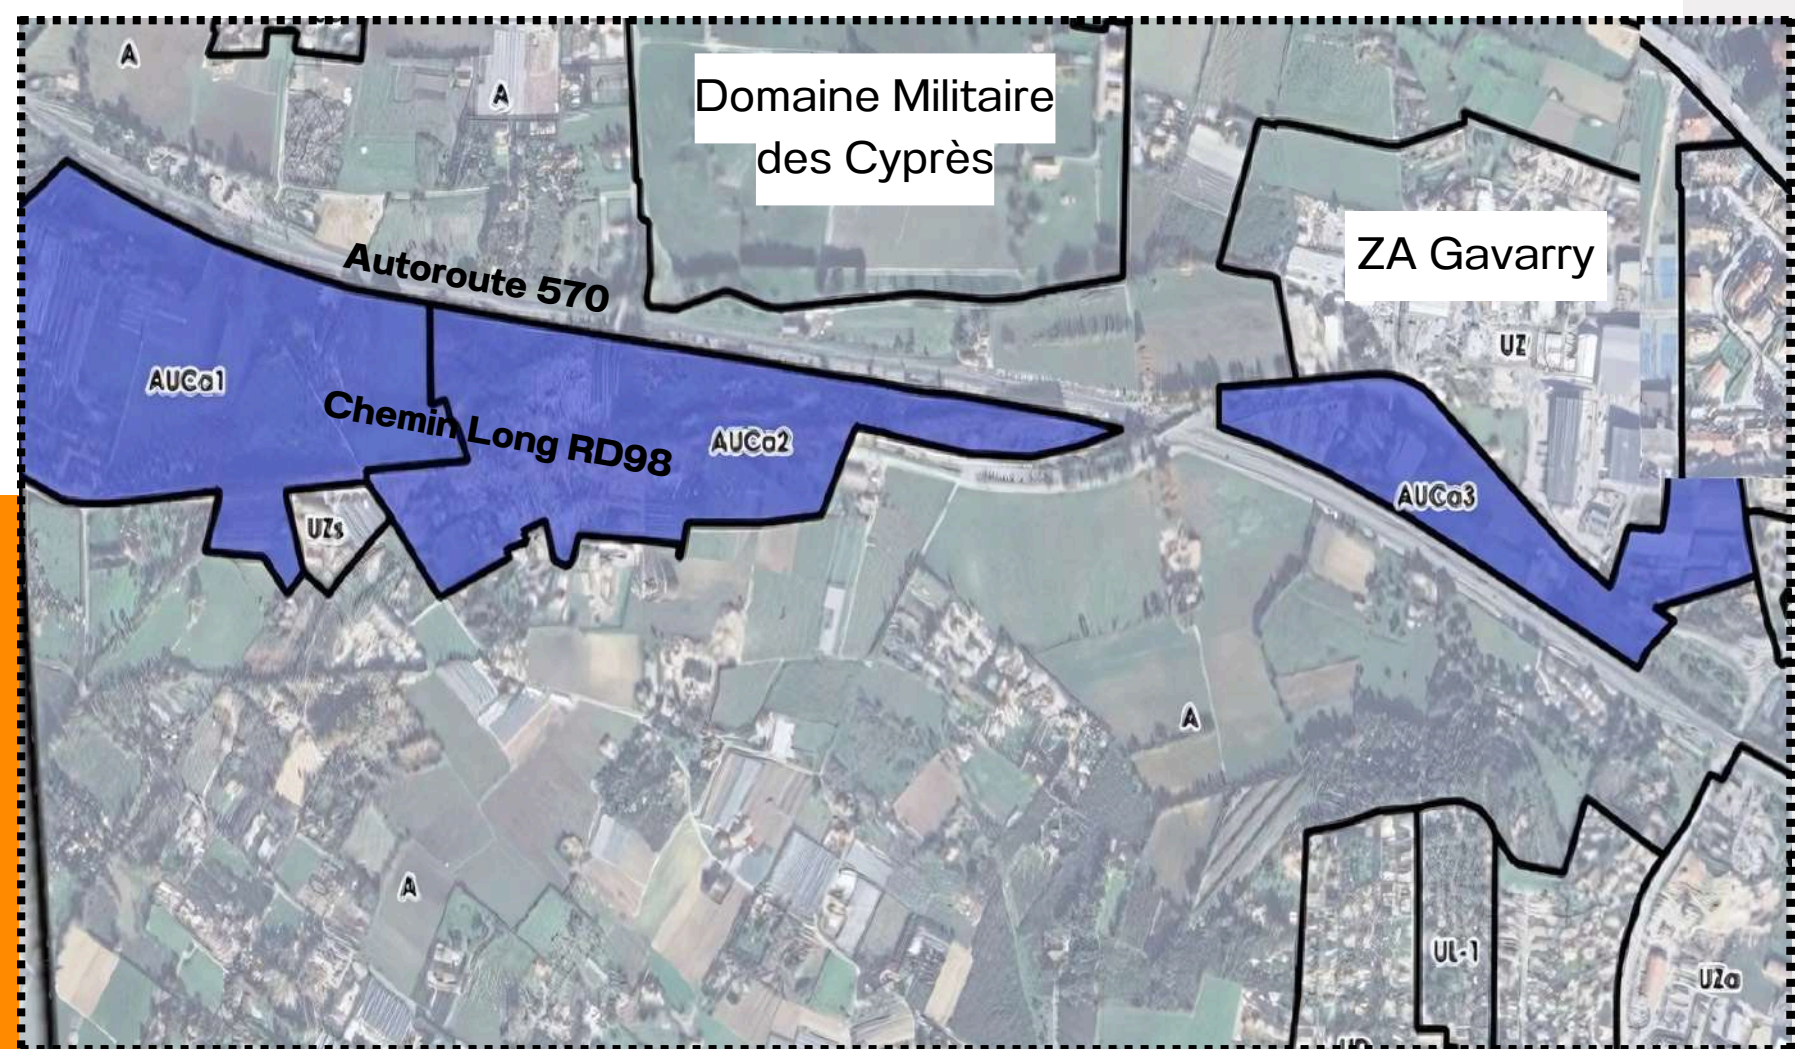 A
A
Domaine Militaire
des Cyprès
ZA Gavarry
Autoroute 570
UZ
AUCa1
Chemin Long RD98
AUCa2
AUCa3
UZs
A
A
UL-1
UZa